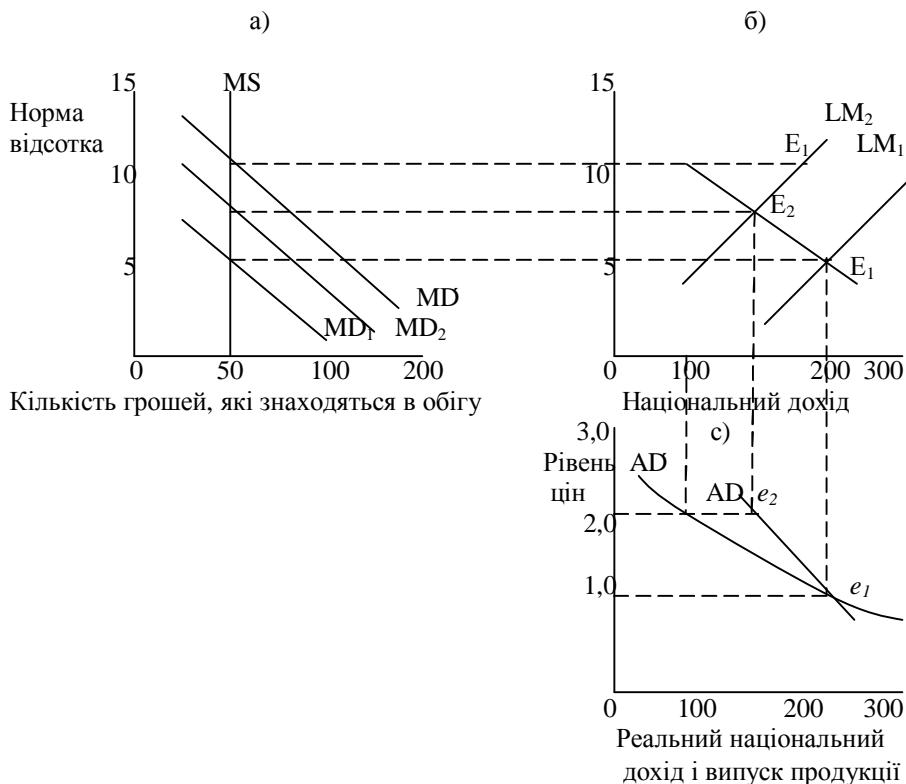 а)
15
MS
Норма
відсотка
10
5
MD́
MD₁
MD₂
0 50 100 200
Кількість грошей, які знаходяться в обігу
б)
15
LM₂
E₁
LM₁
10
E₂
5
E₁
0 100 200 300
Національний дохід
с)
3,0
Рівень
цін
AD́
AD
e₂
2,0
1,0
e₁
0 100 200 300
Реальний національний
дохід і випуск продукції